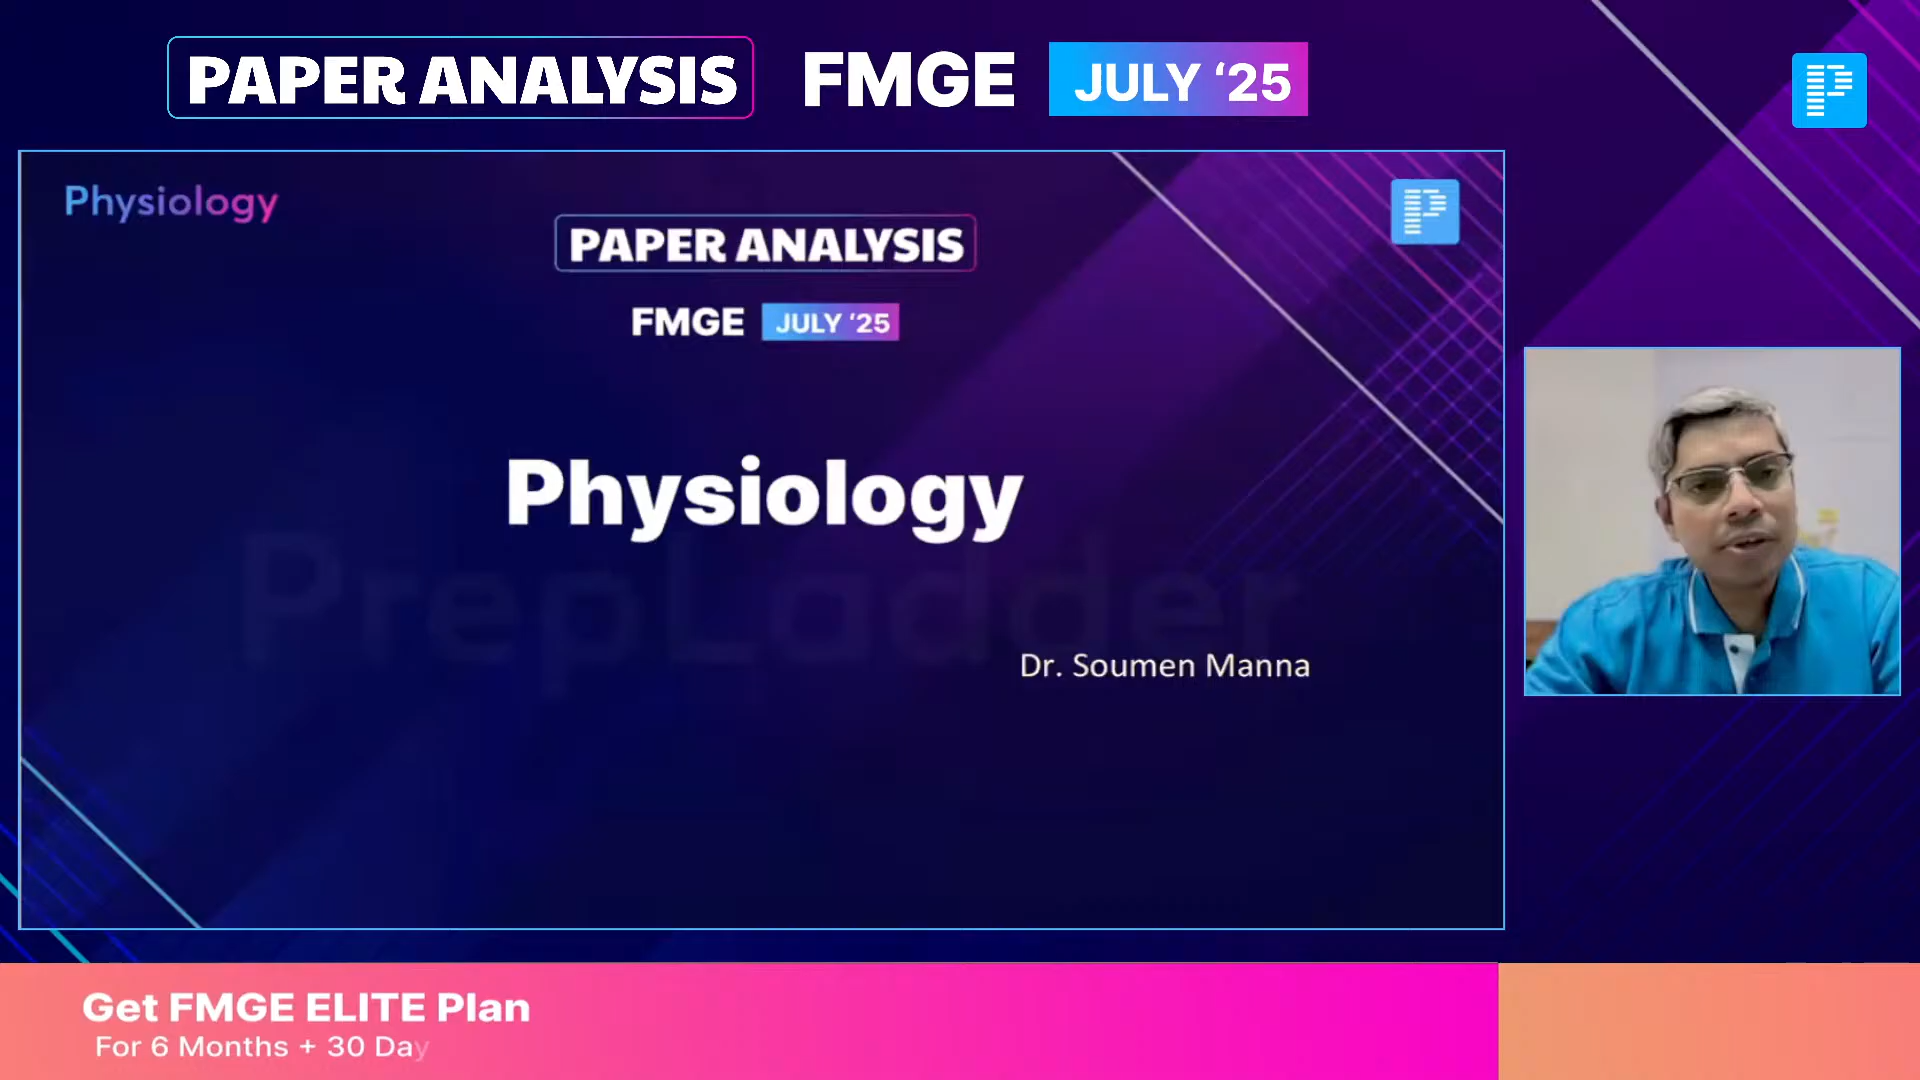 PAPER ANALYSIS FMGE JULY ‘25
Physiology
PAPER ANALYSIS
FMGE JULY ‘25
Physiology
PrepLadder
Dr. Soumen Manna
Get FMGE ELITE Plan
For 6 Months + 30 Day